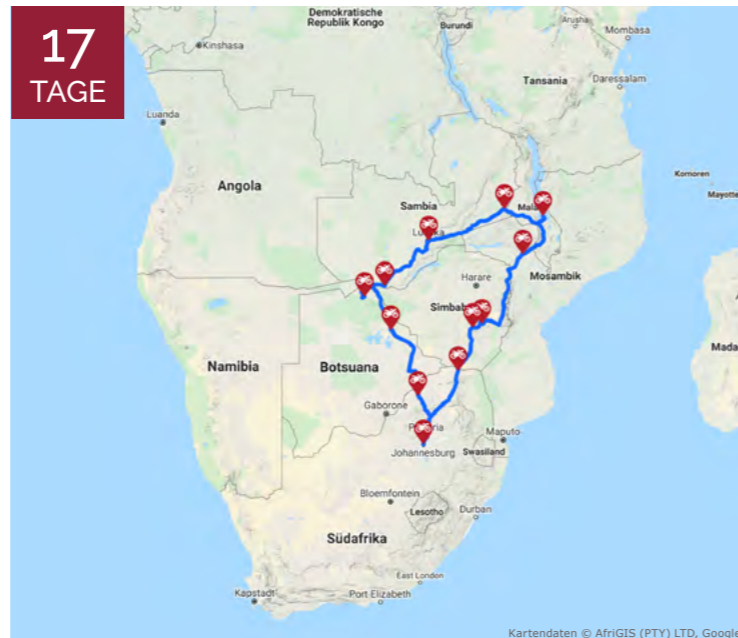 17
TAGE
Demokratische
Republik Kongo
Burundi
Arusha
Mombasa
Kinshasa
Tansania
Daressalam
Luanda
Komoren
Mayotte
Angola
Sambia
Mosambik
Harare
Namibia
Botsuana
Gaborone
Maputo
Johannesburg
Swasiland
Bloemfontein
Lesotho
Durban
Südafrika
East London
Kapstadt
Port Elizabeth
Kartendaten © AfriGIS (PTY) LTD, Google